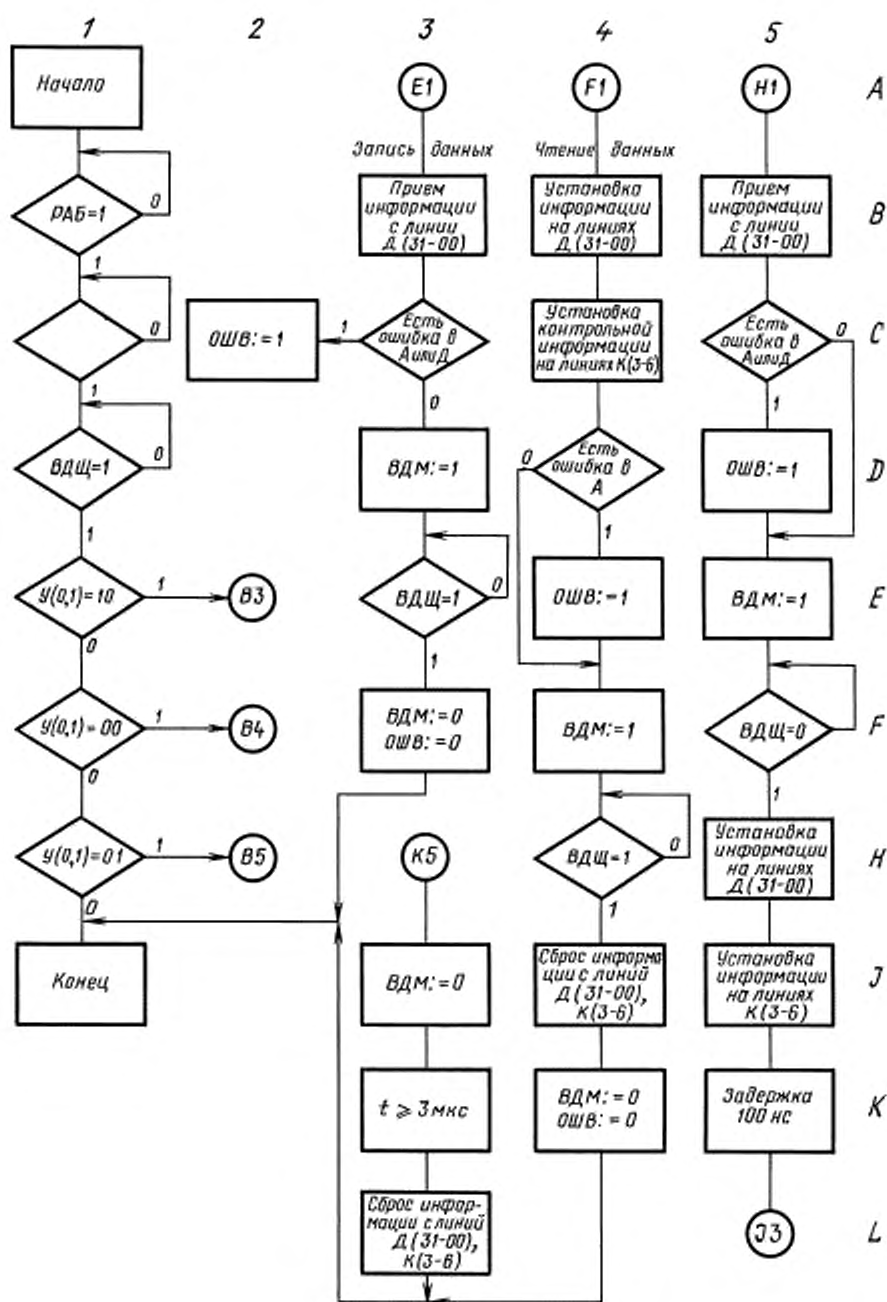 1 2 3 4 5
A
Начало
E1
F1
H1
Запись данных
Чтение данных
B
РАБ=1
0
1
Прием
информации
с линии
Д(31-00)
Установка
информации
на линиях
Д(31-00)
Прием
информации
с линии
Д(31-00)
C
0
1
ОШВ:=1
1
Есть
ошибка в
А или Д
0
Установка
контрольной
информации
на линиях К(3-6)
Есть
ошибка в
А или Д
0
1
D
ВДЩ=1
0
1
ВДМ:=1
0
Есть
ошибка в
А
1
ОШВ:=1
E
У(0,1)=10
1
0
B3
ВДЩ=1
0
1
ОШВ:=1
ВДМ:=1
F
У(0,1)=00
1
0
B4
ВДМ:=0
ОШВ:=0
ВДМ:=1
ВДЩ=0
1
H
У(0,1)=01
1
0
B5
K5
ВДЩ=1
0
1
Установка
информации
на линиях
Д(31-00)
J
Конец
ВДМ:=0
Сброс информа
ции с линий
Д(31-00),
К(3-6)
Установка
информации
на линиях
К(3-6)
K
t ⩾ 3мкс
ВДМ:=0
ОШВ:=0
Задержка
100 нс
L
Сброс инфор-
мации с линий
Д(31-00),
К(3-6)
J3